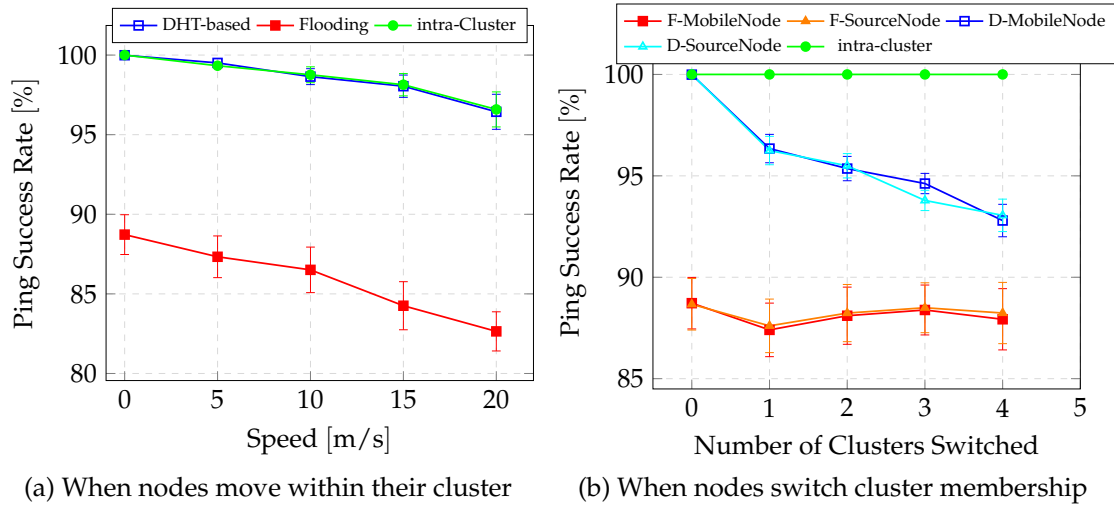 DHT-based Flooding intra-Cluster
100
95
90
85
80
Ping Success Rate [%]
0 5 10 15 20
Speed [m/s]
(a) When nodes move within their cluster
F-MobileNode F-SourceNode D-MobileNode
D-SourceNode intra-cluster
100
95
90
85
Ping Success Rate [%]
0 1 2 3 4 5
Number of Clusters Switched
(b) When nodes switch cluster membership